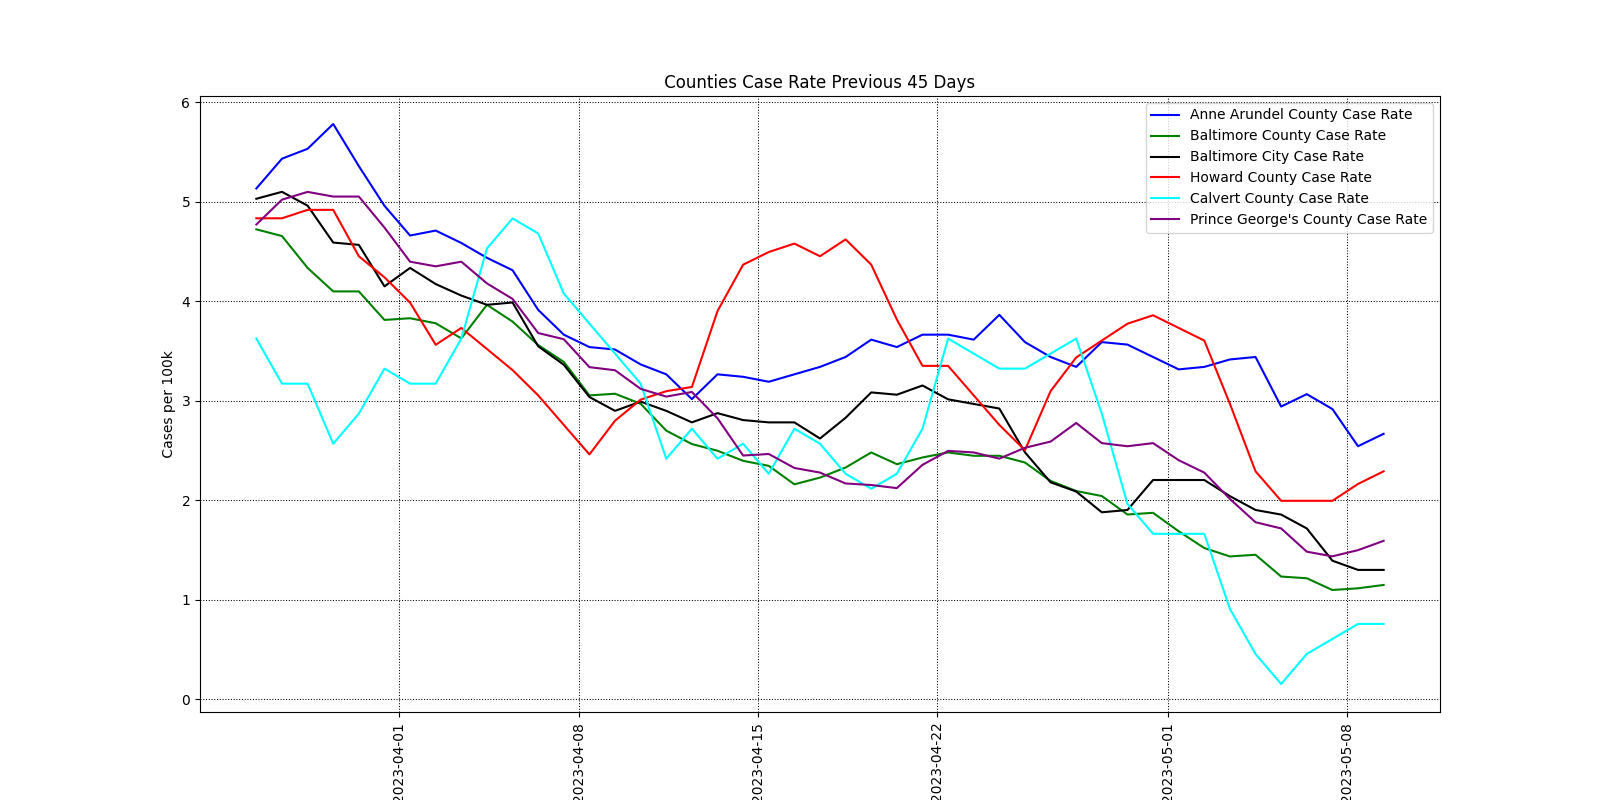 Counties Case Rate Previous 45 Days
Cases per 100k
6
5
4
3
2
1
0
Anne Arundel County Case Rate
Baltimore County Case Rate
Baltimore City Case Rate
Howard County Case Rate
Calvert County Case Rate
Prince George's County Case Rate
2023-04-01
2023-04-08
2023-04-15
2023-04-22
2023-05-01
2023-05-08